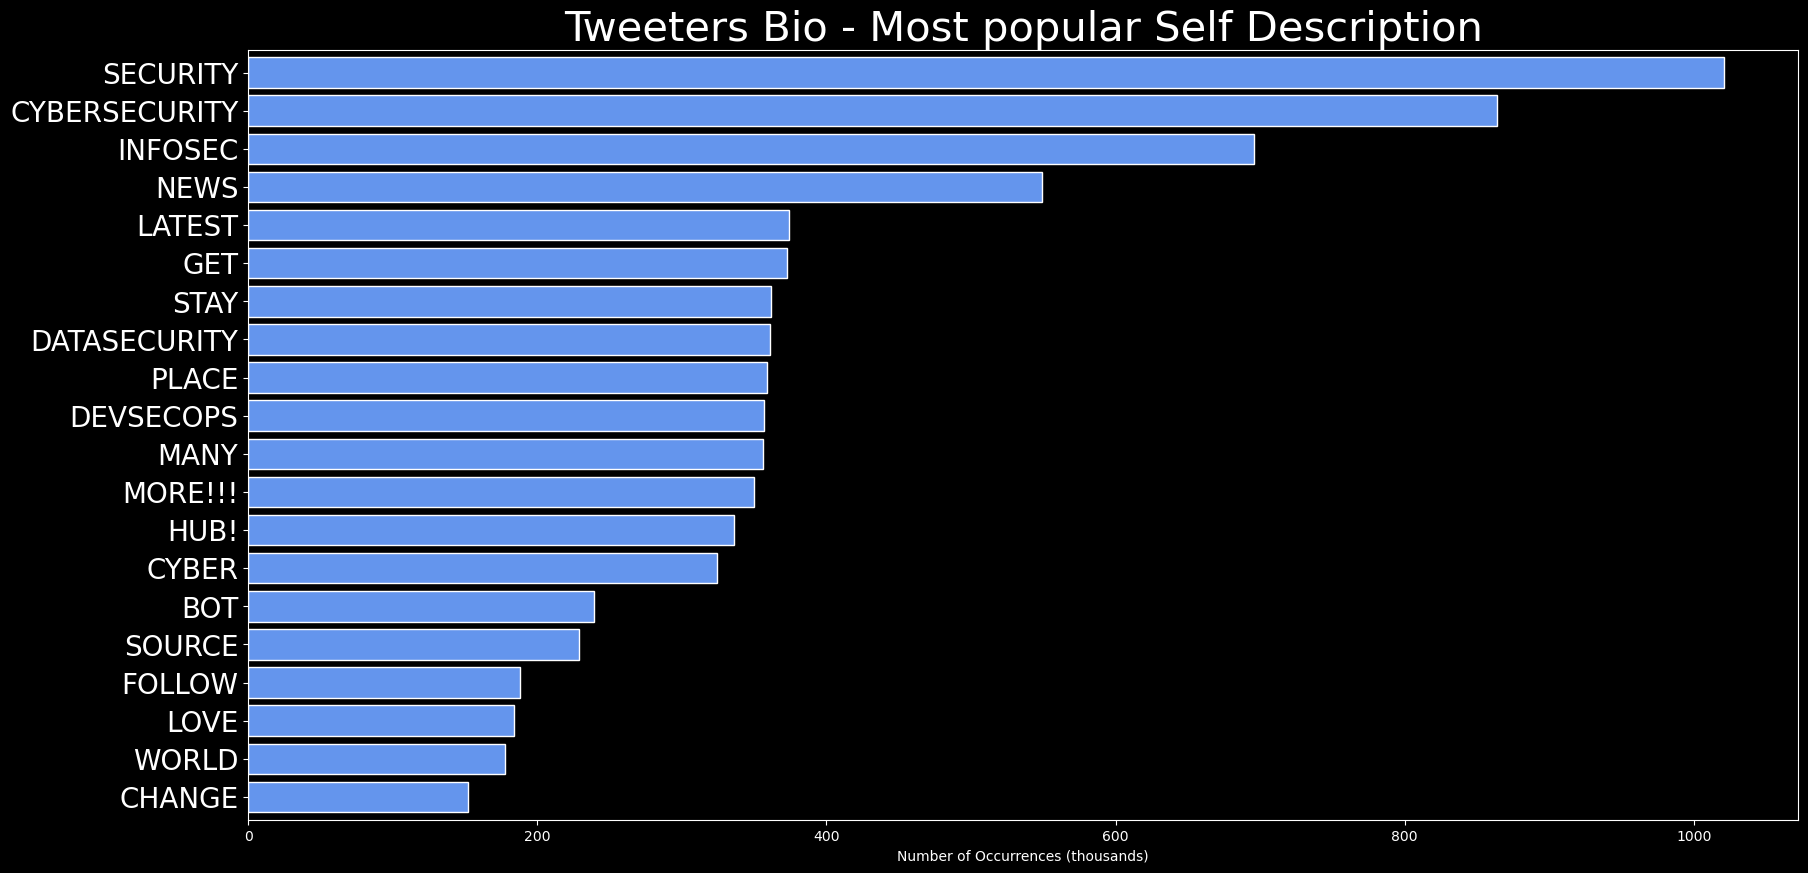 Tweeters Bio - Most popular Self Description
SECURITY
CYBERSECURITY
INFOSEC
NEWS
LATEST
GET
STAY
DATASECURITY
PLACE
DEVSECOPS
MANY
MORE!!!
HUB!
CYBER
BOT
SOURCE
FOLLOW
LOVE
WORLD
CHANGE
0 200 400 600 800 1000
Number of Occurrences (thousands)